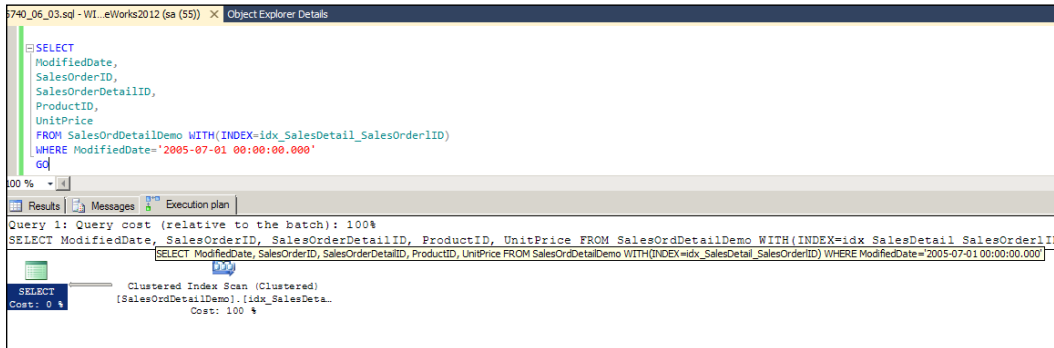 5740_06_03.sql - WI...eWorks2012 (sa (55)) × Object Explorer Details
SELECT
ModifiedDate,
SalesOrderID,
SalesOrderDetailID,
ProductID,
UnitPrice
FROM SalesOrdDetailDemo WITH(INDEX=idx_SalesDetail_SalesOrderlID)
WHERE ModifiedDate='2005-07-01 00:00:00.000'
GO
100 %
Results Messages Execution plan
Query 1: Query cost (relative to the batch): 100%
SELECT ModifiedDate, SalesOrderID, SalesOrderDetailID, ProductID, UnitPrice FROM SalesOrdDetailDemo WITH(INDEX=idx_SalesDetail_SalesOrderlI
SELECT ModifiedDate, SalesOrderID, SalesOrderDetailID, ProductID, UnitPrice FROM SalesOrdDetailDemo WITH(INDEX=idx_SalesDetail_SalesOrderlID) WHERE ModifiedDate='2005-07-01 00:00:00.000'
SELECT
Cost: 0 %
Clustered Index Scan (Clustered)
[SalesOrdDetailDemo].[idx_SalesDeta…
Cost: 100 %